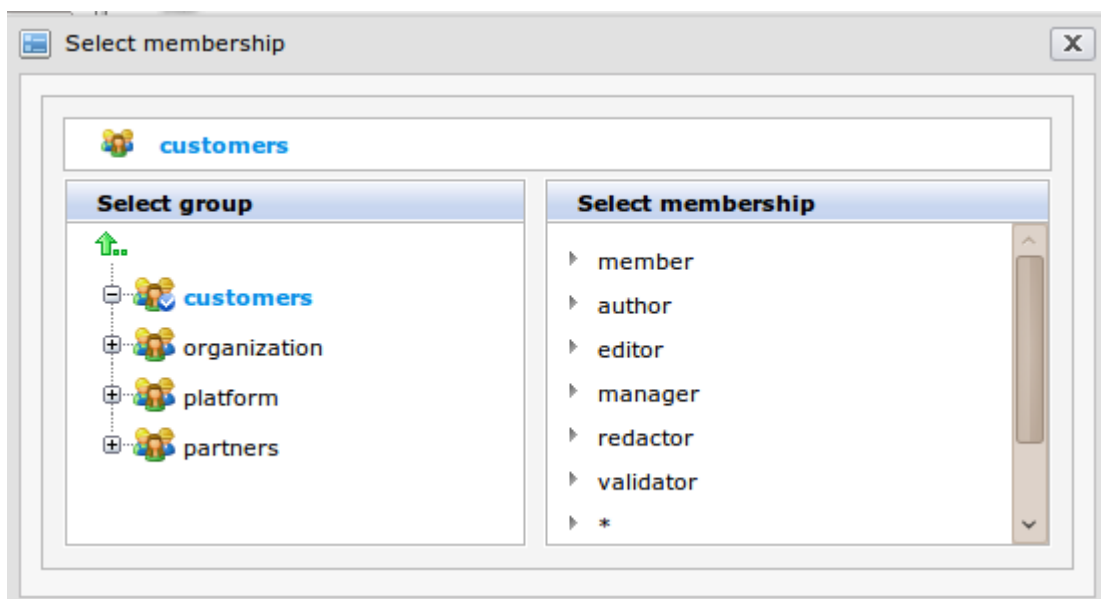 Select membership
customers
Select group
..
customers
organization
platform
partners
Select membership
member
author
editor
manager
redactor
validator
*